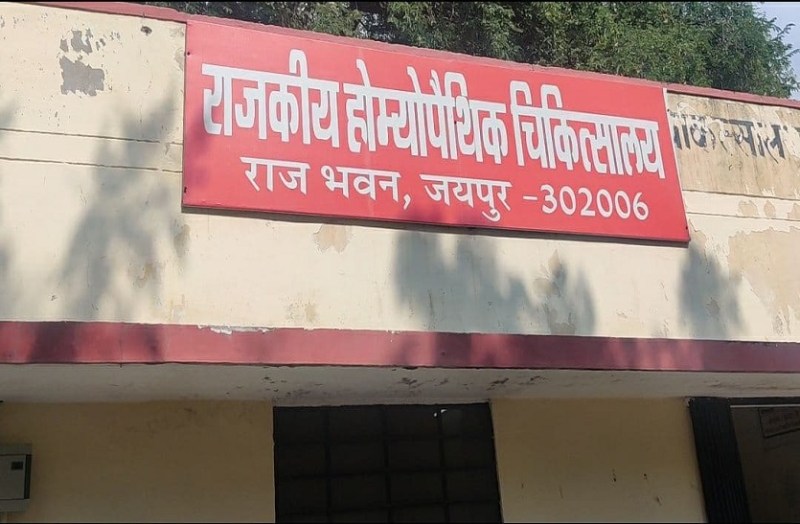 राजकीय होम्योपैथिक चिकित्सालय
राज भवन, जयपुर -302006